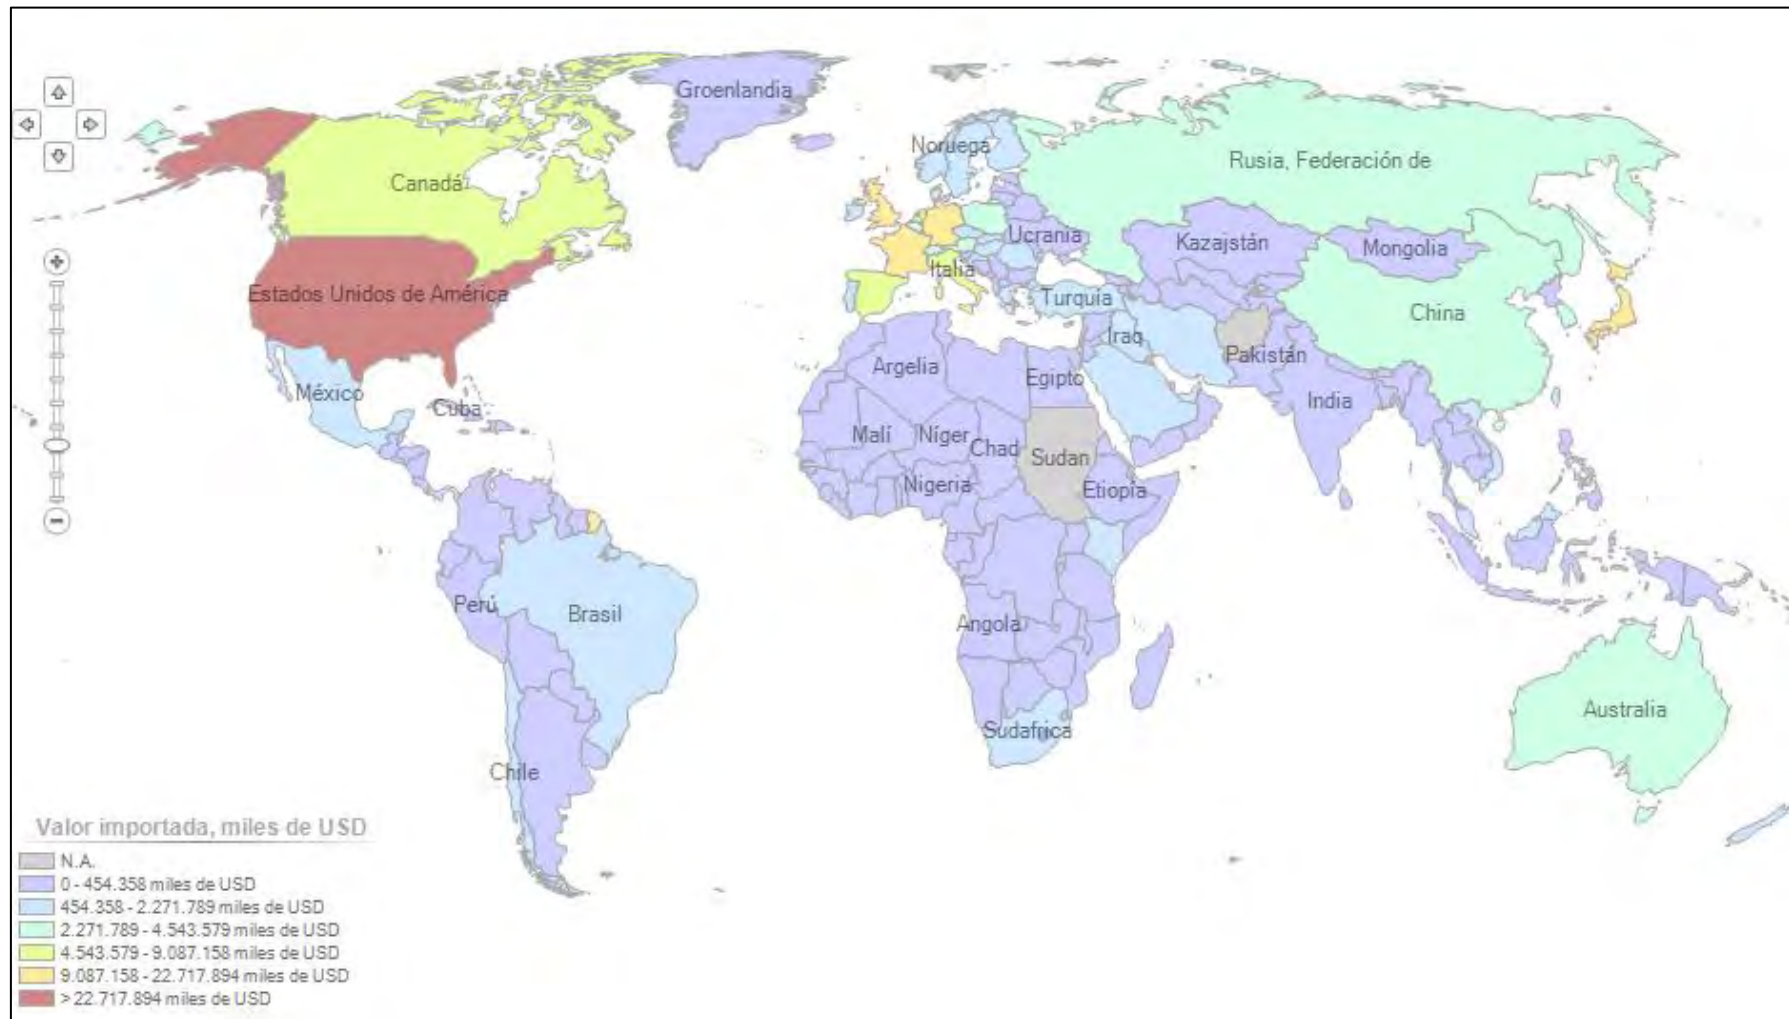 Groenlandia
Noruega
Rusia, Federación de
Canadá
Ucrania
Kazajstán
Mongolia
Italia
Estados Unidos de América
Turquía
China
Iraq
Pakistán
Argelia
Egipto
México
India
Cuba
Malí
Níger
Chad
Sudan
Nigeria
Etiopía
Perú
Brasil
Angola
Australia
Sudafrica
Chile
Valor importada, miles de USD
N.A.
0 - 454.358 miles de USD
454.358 - 2.271.789 miles de USD
2.271.789 - 4.543.579 miles de USD
4.543.579 - 9.087.158 miles de USD
9.087.158 - 22.717.894 miles de USD
> 22.717.894 miles de USD